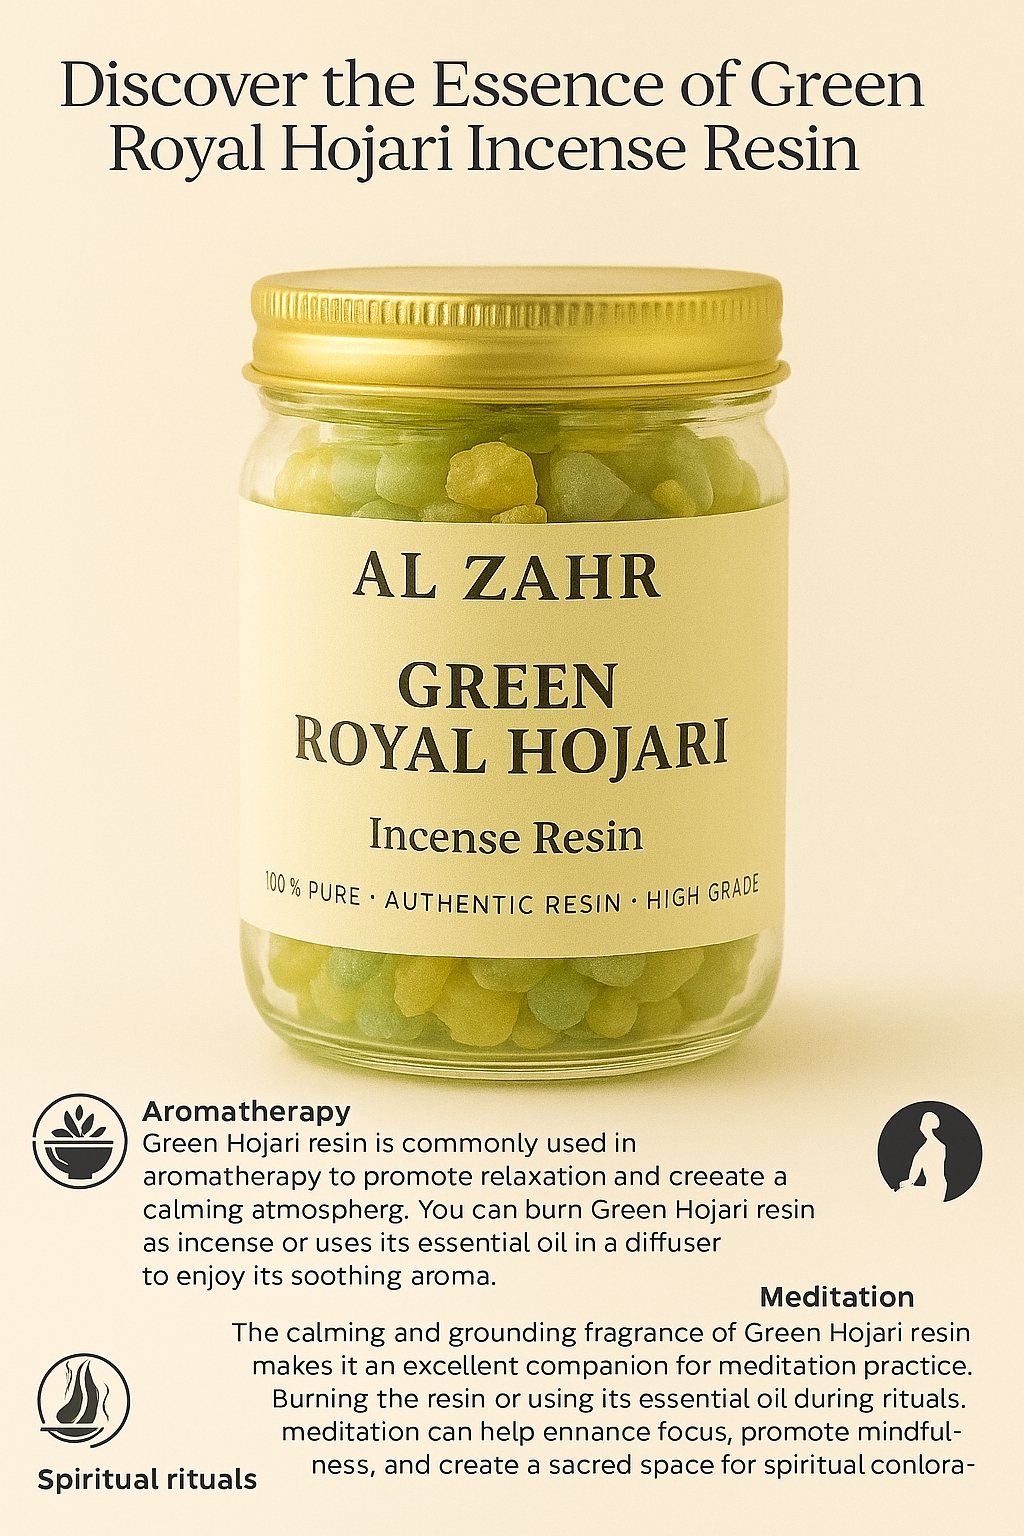 Discover the Essence of Green
Royal Hojari Incense Resin
AL ZAHR
GREEN
ROYAL HOJARI
Incense Resin
100 % PURE · AUTHENTIC RESIN · HIGH GRADE
Aromatherapy
Green Hojari resin is commonly used in
aromatherapy to promote relaxation and creeate a
calming atmospherg. You can burn Green Hojari resin
as incense or uses its essential oil in a diffuser
to enjoy its soothing aroma.
Meditation
The calming and grounding fragrance of Green Hojari resin
makes it an excellent companion for meditation practice.
Burning the resin or using its essential oil during rituals.
meditation can help ennance focus, promote mindful-
ness, and create a sacred space for spiritual conlora-
Spiritual rituals